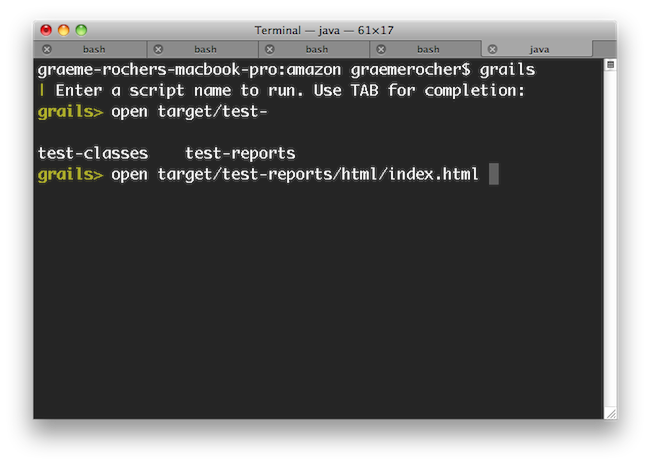 Terminal — java — 61×17
bash bash bash bash java
graeme-rochers-macbook-pro:amazon graemerocher$ grails
| Enter a script name to run. Use TAB for completion:
grails> open target/test-
test-classes    test-reports
grails> open target/test-reports/html/index.html